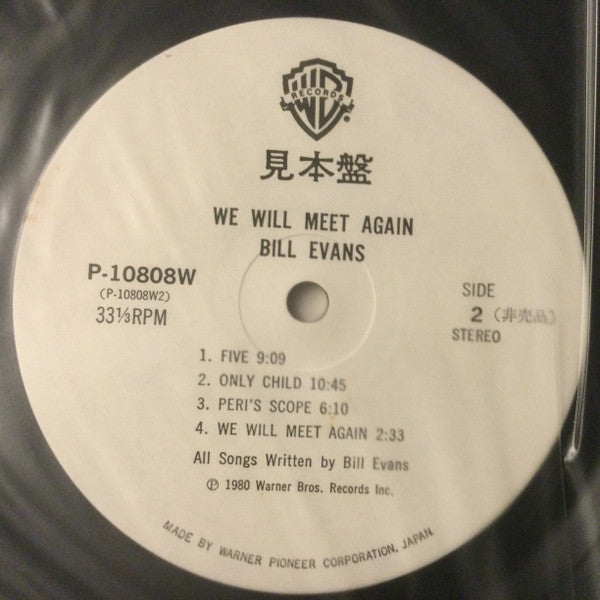 WB
RECORDS
®
見本盤
WE WILL MEET AGAIN
BILL EVANS
P-10808W
(P-10808W2)
33⅓RPM
SIDE
2 (非売品)
STEREO
1. FIVE 9:09
2. ONLY CHILD 10:45
3. PERI'S SCOPE 6:10
4. WE WILL MEET AGAIN 2:33
All Songs Written by Bill Evans
Ⓟ 1980 Warner Bros. Records Inc.
MADE BY WARNER PIONEER CORPORATION, JAPAN